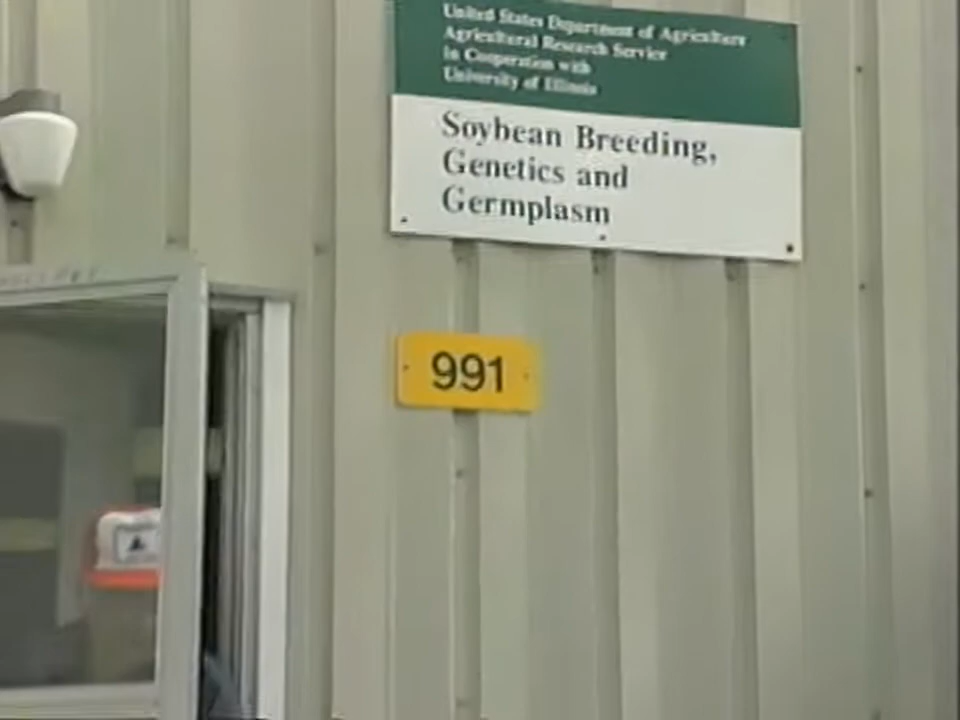 United States Department of Agriculture
Agricultural Research Service
in Cooperation with
University of Illinois
Soybean Breeding,
Genetics and
Germplasm
991